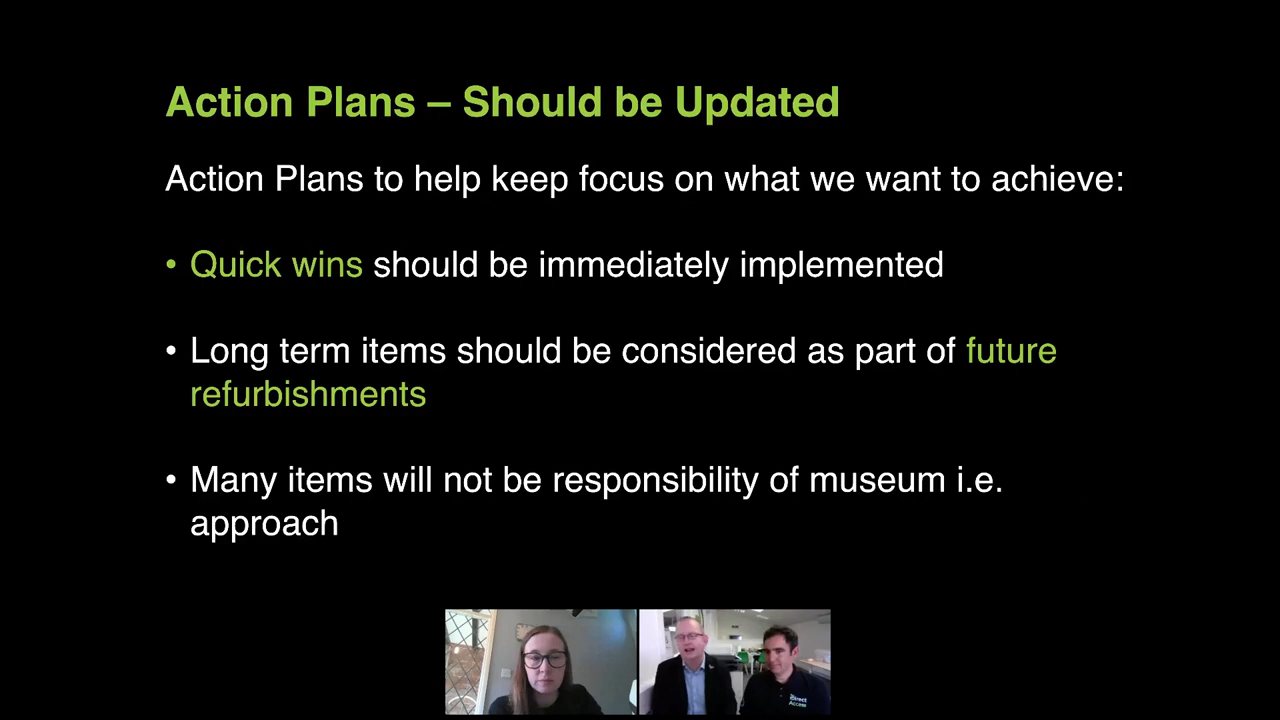 Action Plans – Should be Updated
Action Plans to help keep focus on what we want to achieve:
• Quick wins should be immediately implemented
• Long term items should be considered as part of future
refurbishments
• Many items will not be responsibility of museum i.e.
approach
Direct
Access